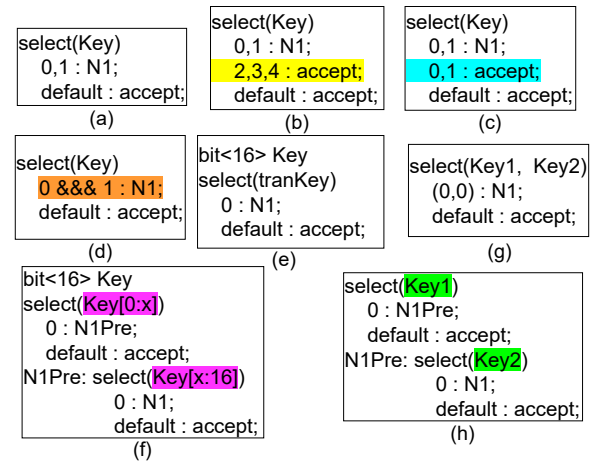 select(Key)
0,1 : N1;
default : accept;
(a)
select(Key)
0,1 : N1;
2,3,4 : accept;
default : accept;
(b)
select(Key)
0,1 : N1;
0,1 : accept;
default : accept;
(c)
select(Key)
0 &&& 1 : N1;
default : accept;
(d)
bit<16> Key
select(tranKey)
0 : N1;
default : accept;
(e)
select(Key1, Key2)
(0,0) : N1;
default : accept;
(g)
bit<16> Key
select(Key[0:x])
0 : N1Pre;
default : accept;
N1Pre: select(Key[x:16])
0 : N1;
default : accept;
(f)
select(Key1)
0 : N1Pre;
default : accept;
N1Pre: select(Key2)
0 : N1;
default : accept;
(h)